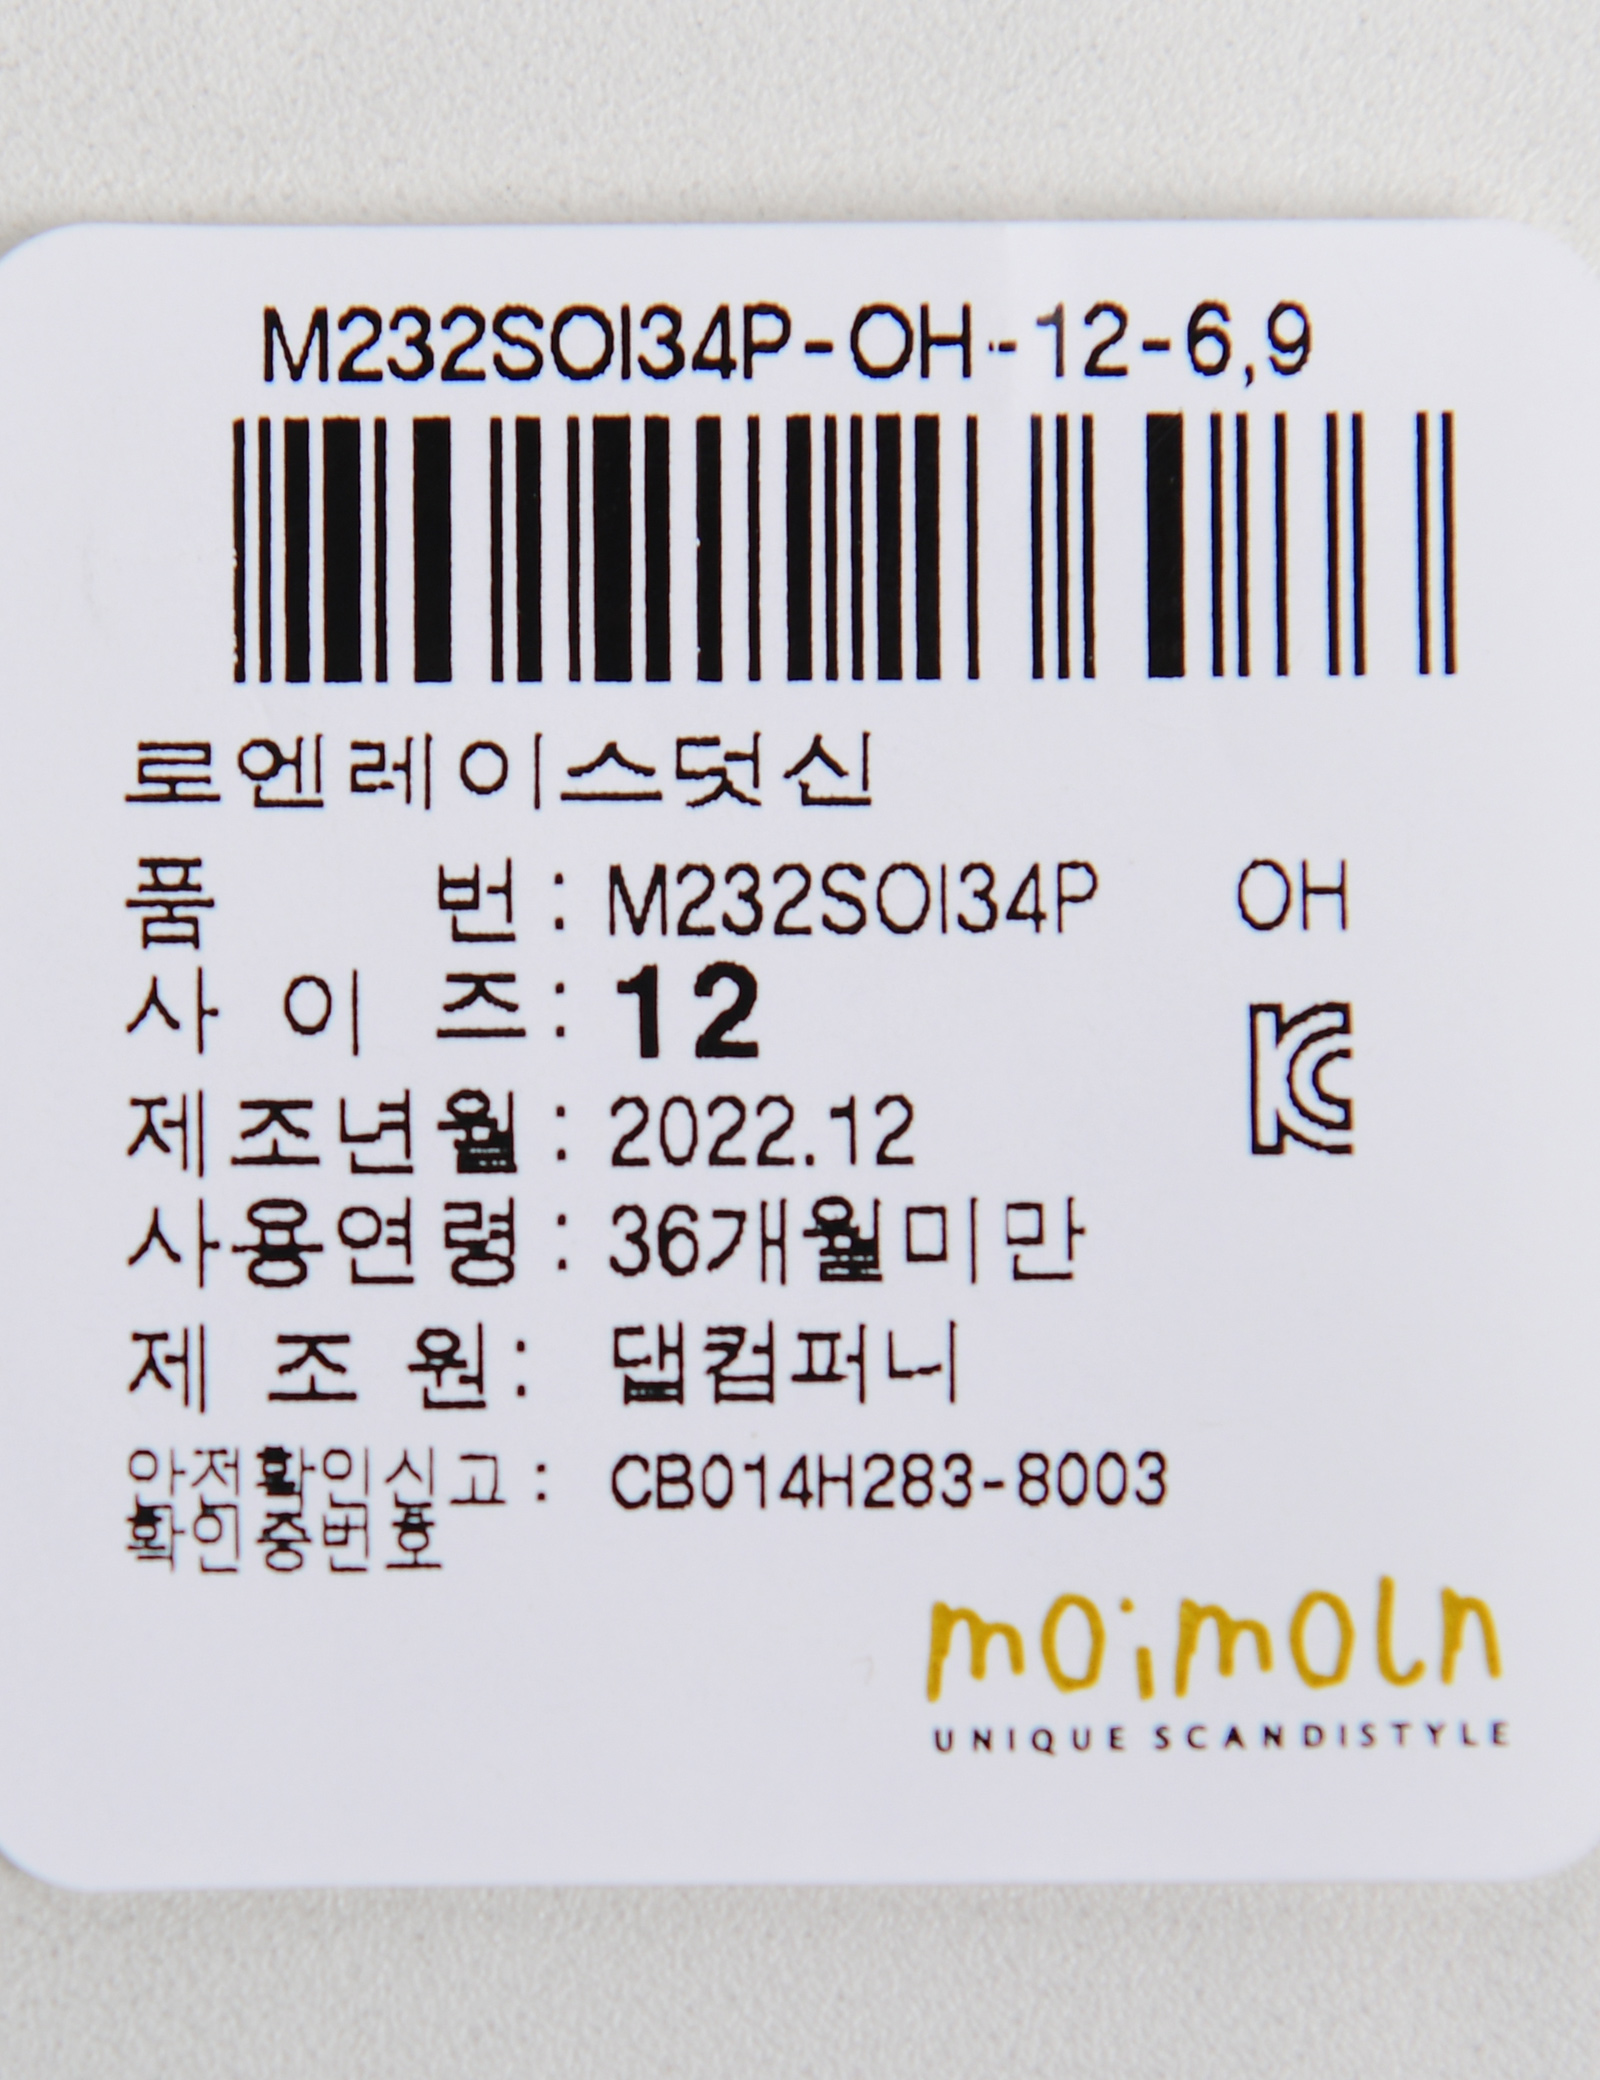 M232SOI34P-OH-12-6,9
로엔레이스덧신
품 번 : M232SOI34P OH
사 이 즈 : 12
제조년월 : 2022.12
사용연령 : 36개월미만
제 조 원 : 댑컴퍼니
안전확인신고 : CB014H283-8003
확인증번호
moimoln
UNIQUE SCANDISTYLE